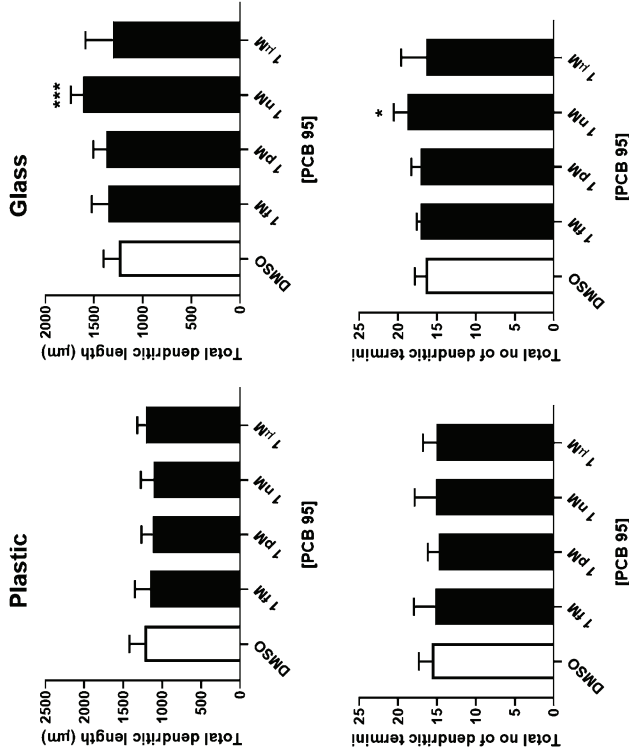 Plastic
Total dendritic length (µm)
2500
2000
1500
1000
500
0
DMSO
1 fM
1 pM
1 nM
1 µM
[PCB 95]
Glass
Total dendritic length (µm)
2000
1500
1000
500
0
***
DMSO
1 fM
1 pM
1 nM
1 µM
[PCB 95]
Total no of dendritic termini
25
20
15
10
5
0
DMSO
1 fM
1 pM
1 nM
1 µM
[PCB 95]
Total no of dendritic termini
25
20
15
10
5
0
*
DMSO
1 fM
1 pM
1 nM
1 µM
[PCB 95]